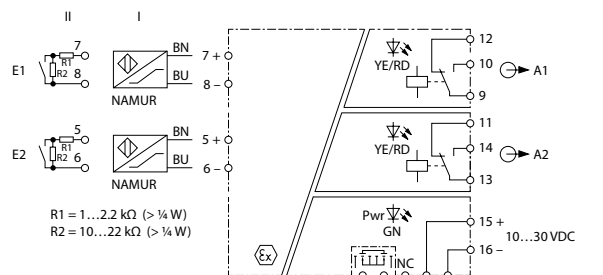 II I
E1 7 R1 R2 8 NAMUR BN 7 + BU 8 –
YE/RD 12 10 9 A1
E2 5 R1 R2 6 NAMUR BN 5 + BU 6 –
YE/RD 11 14 13 A2
R1 = 1…2.2 kΩ (> ¼ W)
R2 = 10…22 kΩ (> ¼ W)
Pwr GN
εx
15 +
16 –
10…30 VDC
NC